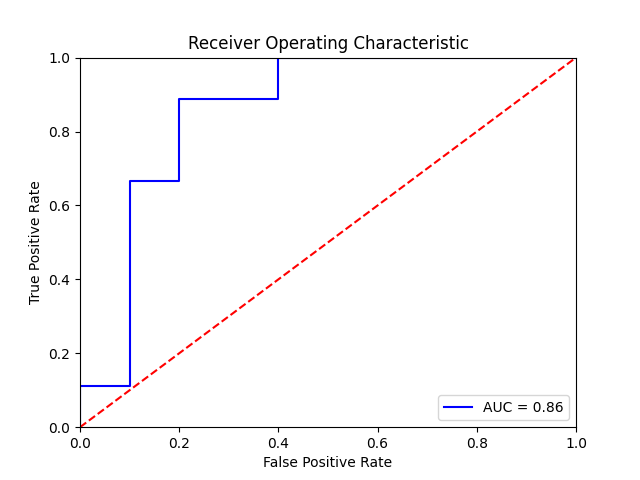 Receiver Operating Characteristic
True Positive Rate
1.0
0.8
0.6
0.4
0.2
0.0
0.0 0.2 0.4 0.6 0.8 1.0
False Positive Rate
AUC = 0.86